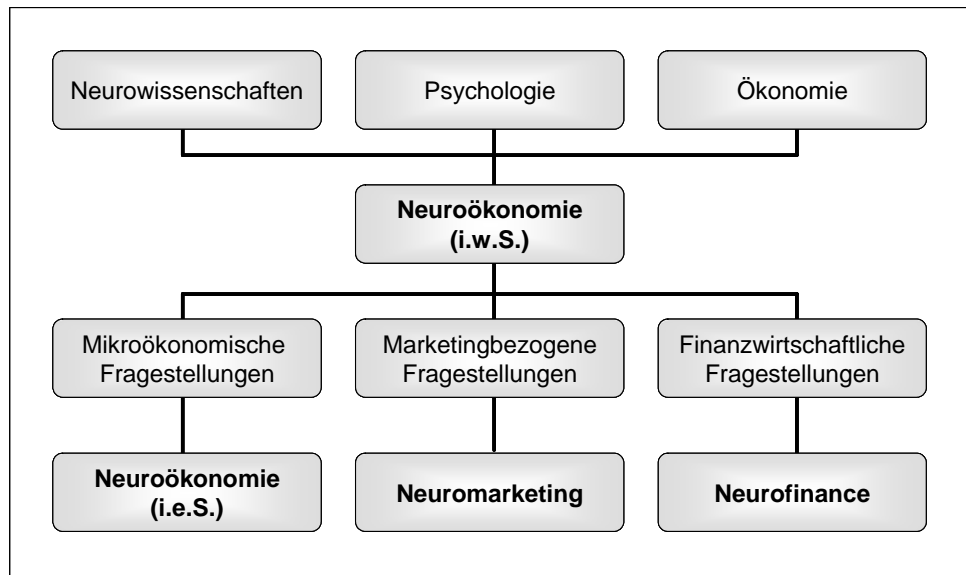 Neurowissenschaften
Psychologie
Ökonomie
Neuroökonomie
(i.w.S.)
Mikroökonomische
Fragestellungen
Marketingbezogene
Fragestellungen
Finanzwirtschaftliche
Fragestellungen
Neuroökonomie
(i.e.S.)
Neuromarketing
Neurofinance